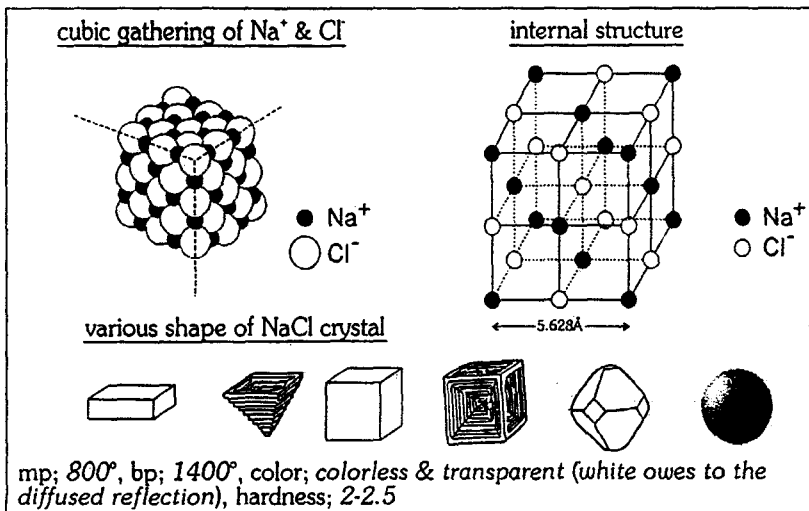 cubic gathering of Na⁺ & Cl⁻
internal structure
Na⁺
Cl⁻
Na⁺
Cl⁻
5.628Å
various shape of NaCl crystal
mp; 800°, bp; 1400°, color; colorless & transparent (white owes to the
diffused reflection), hardness; 2-2.5